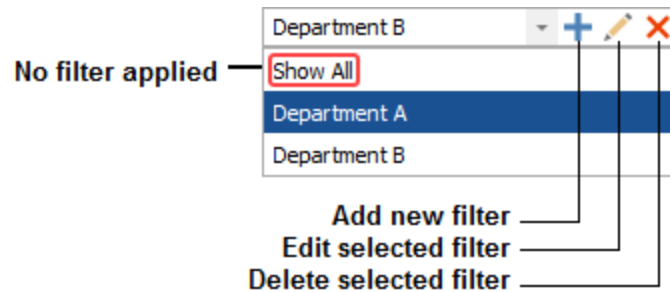 Department B
No filter applied
Show All
Department A
Department B
Add new filter
Edit selected filter
Delete selected filter